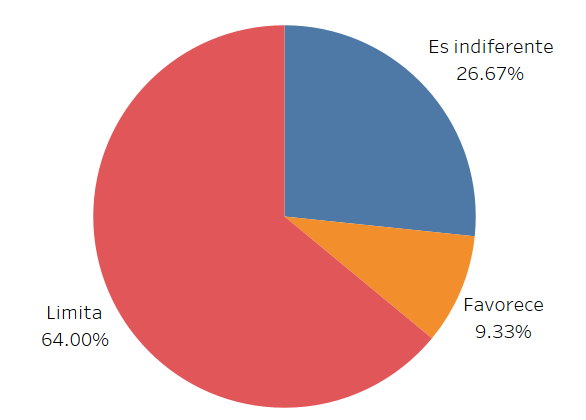 Es indiferente
26.67%
Favorece
9.33%
Limita
64.00%